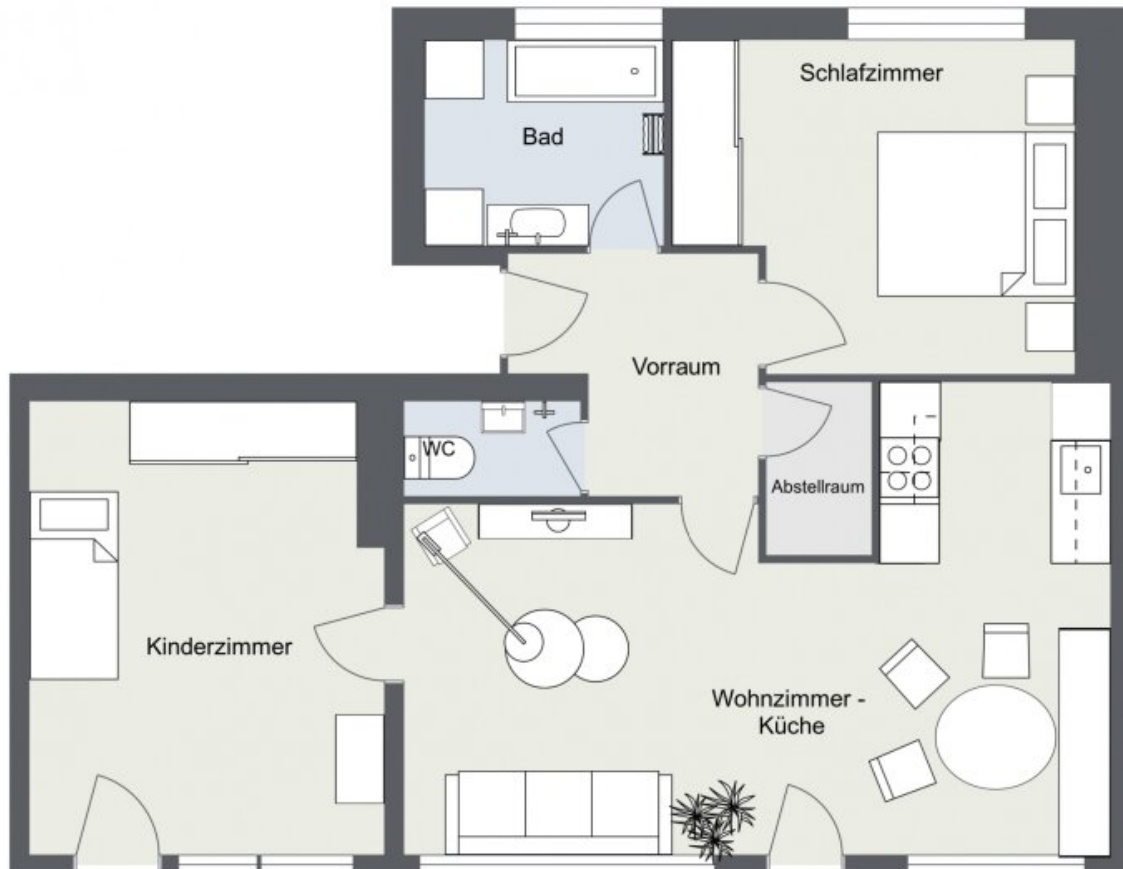 Schlafzimmer
Bad
Vorraum
WC
Abstellraum
Kinderzimmer
Wohnzimmer -
Küche